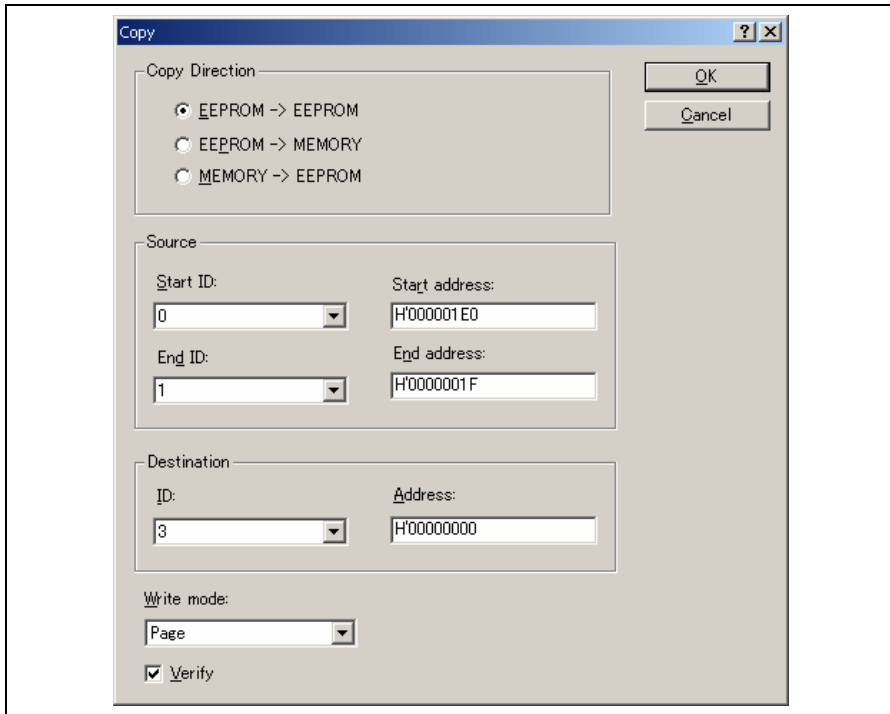 Copy
Copy Direction
EEPROM -> EEPROM
EEPROM -> MEMORY
MEMORY -> EEPROM
OK
Cancel
Source
Start ID:
Start address:
0
H'000001E0
End ID:
End address:
1
H'0000001F
Destination
ID:
Address:
3
H'00000000
Write mode:
Page
Verify